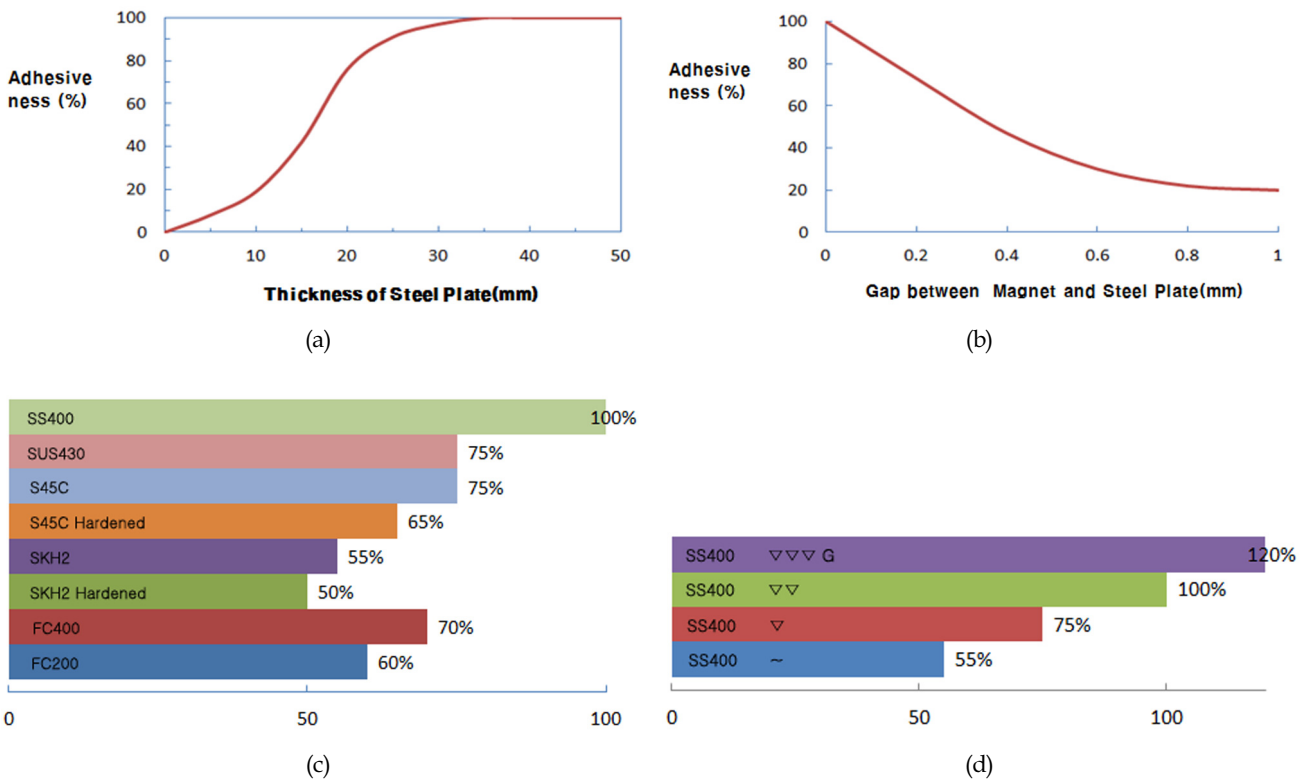 100
80
60
40
20
0
Adhesive
ness (%)
0 10 20 30 40 50
Thickness of Steel Plate(mm)
(a)
100
80
60
40
20
0
Adhesive
ness (%)
0 0.2 0.4 0.6 0.8 1
Gap between Magnet and Steel Plate(mm)
(b)
SS400 100%
SUS430 75%
S45C 75%
S45C Hardened 65%
SKH2 55%
SKH2 Hardened 50%
FC400 70%
FC200 60%
0 50 100
(c)
SS400 ▽▽▽ G 120%
SS400 ▽▽ 100%
SS400 ▽ 75%
SS400 ~ 55%
0 50 100
(d)